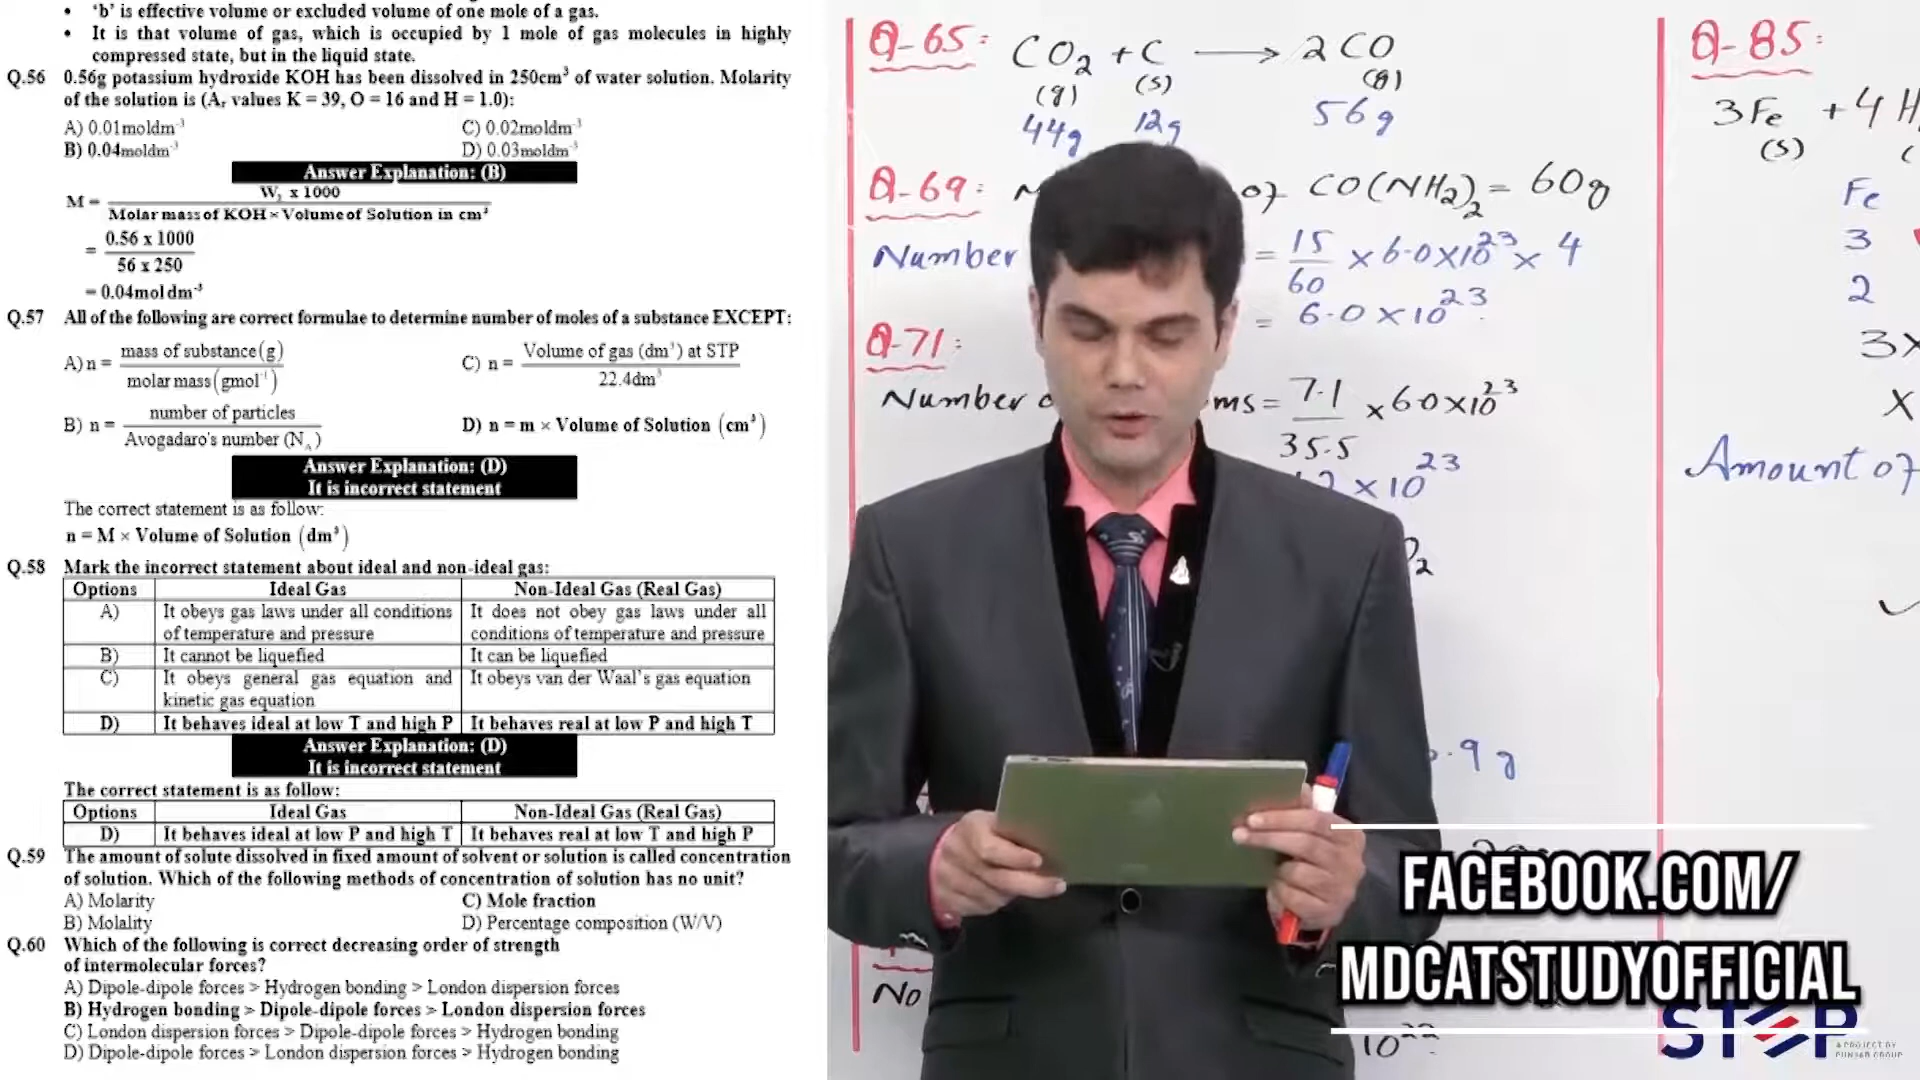 • 'b' is effective volume or excluded volume of one mole of a gas.
• It is that volume of gas, which is occupied by 1 mole of gas molecules in highly
compressed state, but in the liquid state.
Q.56 0.56g potassium hydroxide KOH has been dissolved in 250cm³ of water solution. Molarity
of the solution is (Aᵣ values K = 39, O = 16 and H = 1.0):
A) 0.01moldm⁻³ C) 0.02moldm⁻³
B) 0.04moldm⁻³ D) 0.03moldm⁻³
Answer Explanation: (B)
W₁ x 1000
M =
Molar mass of KOH × Volume of Solution in cm³
0.56 x 1000
=
56 x 250
= 0.04mol dm⁻³
Q.57 All of the following are correct formulae to determine number of moles of a substance EXCEPT:
A) n = mass of substance (g) / molar mass (gmol⁻¹) C) n = Volume of gas (dm³) at STP / 22.4dm³
B) n = number of particles / Avogadro's number (N_A) D) n = m × Volume of Solution (cm³)
Answer Explanation: (D)
It is incorrect statement
The correct statement is as follow:
n = M × Volume of Solution (dm³)
Q.58 Mark the incorrect statement about ideal and non-ideal gas:
Options Ideal Gas Non-Ideal Gas (Real Gas)
A) It obeys gas laws under all conditions It does not obey gas laws under all
of temperature and pressure conditions of temperature and pressure
B) It cannot be liquefied It can be liquefied
C) It obeys general gas equation and It obeys van der Waal's gas equation
kinetic gas equation
D) It behaves ideal at low T and high P It behaves real at low P and high T
Answer Explanation: (D)
It is incorrect statement
The correct statement is as follow:
Options Ideal Gas Non-Ideal Gas (Real Gas)
D) It behaves ideal at low P and high T It behaves real at low T and high P
Q.59 The amount of solute dissolved in fixed amount of solvent or solution is called concentration
of solution. Which of the following methods of concentration of solution has no unit?
A) Molarity C) Mole fraction
B) Molality D) Percentage composition (W/V)
Q.60 Which of the following is correct decreasing order of strength
of intermolecular forces?
A) Dipole-dipole forces > Hydrogen bonding > London dispersion forces
B) Hydrogen bonding > Dipole-dipole forces > London dispersion forces
C) London dispersion forces > Dipole-dipole forces > Hydrogen bonding
D) Dipole-dipole forces > London dispersion forces > Hydrogen bonding
Q-65: CO₂ + C → 2CO
(g) (s) (g)
44g 12g 56g
Q-69: of CO(NH₂)₂ = 60g
Number = 15/60 × 6.0×10²³ × 4
= 6.0 × 10²³
Q-71:
Number = 7.1/35.5 × 6.0×10²³
× 10²³
9g
No
10²²
Q-85:
3Fe + 4H
(s) (
Fe
3
2
3×
X
Amount of
FACEBOOK.COM/
MDCATSTUDYOFFICIAL
STEP
A PROJECT BY
PUNJAB GROUP